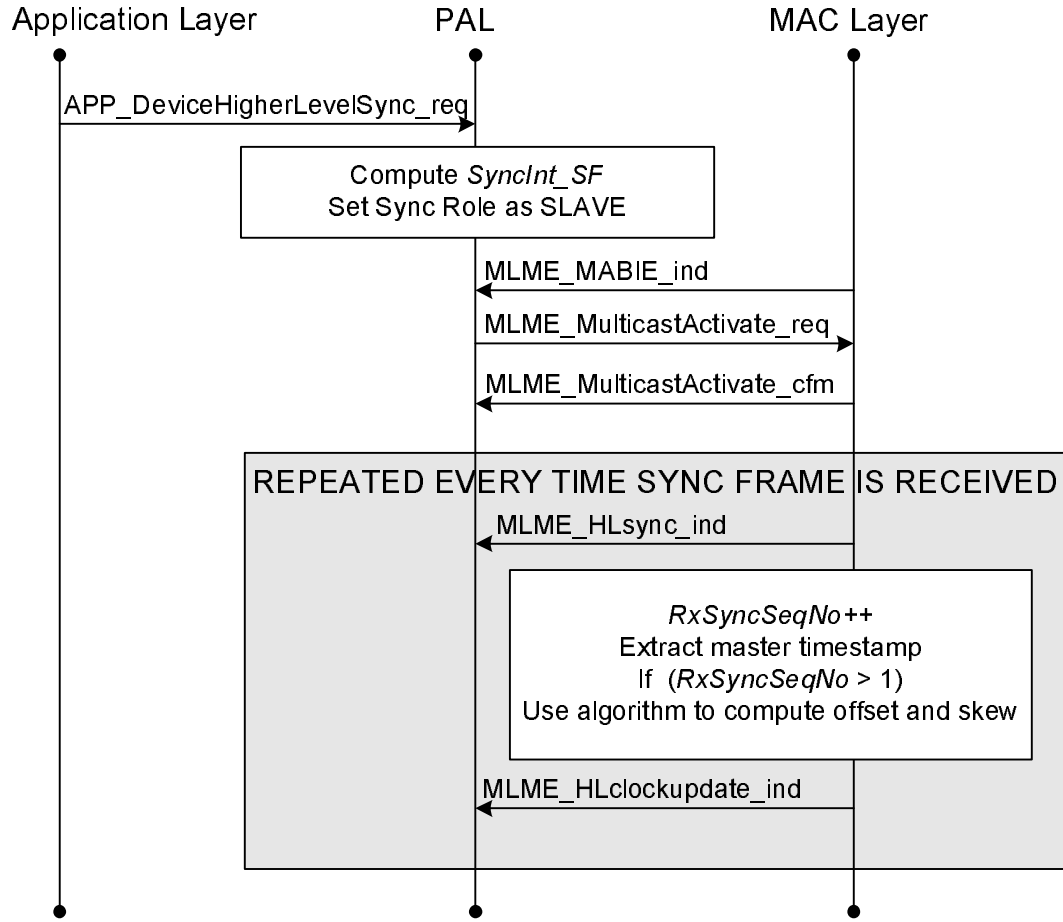 Application Layer
PAL
MAC Layer
APP_DeviceHigherLevelSync_req
Compute SyncInt_SF
Set Sync Role as SLAVE
MLME_MABIE_ind
MLME_MulticastActivate_req
MLME_MulticastActivate_cfm
REPEATED EVERY TIME SYNC FRAME IS RECEIVED
MLME_HLsync_ind
RxSyncSeqNo++
Extract master timestamp
If (RxSyncSeqNo > 1)
Use algorithm to compute offset and skew
MLME_HLclockupdate_ind